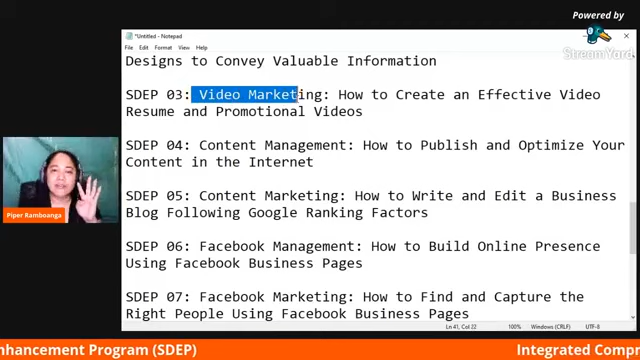 Powered by
StreamYard
*Untitled - Notepad
File Edit Format View Help
Designs to Convey Valuable Information
SDEP 03: Video Marketing: How to Create an Effective Video
Resume and Promotional Videos
SDEP 04: Content Management: How to Publish and Optimize Your
Content in the Internet
SDEP 05: Content Marketing: How to Write and Edit a Business
Blog Following Google Ranking Factors
SDEP 06: Facebook Management: How to Build Online Presence
Using Facebook Business Pages
SDEP 07: Facebook Marketing: How to Find and Capture the
Right People Using Facebook Business Pages
Piper Ramboanga
Ln 41, Col 22 100% Windows (CRLF) UTF-8
nhancement Program (SDEP) Integrated Compr